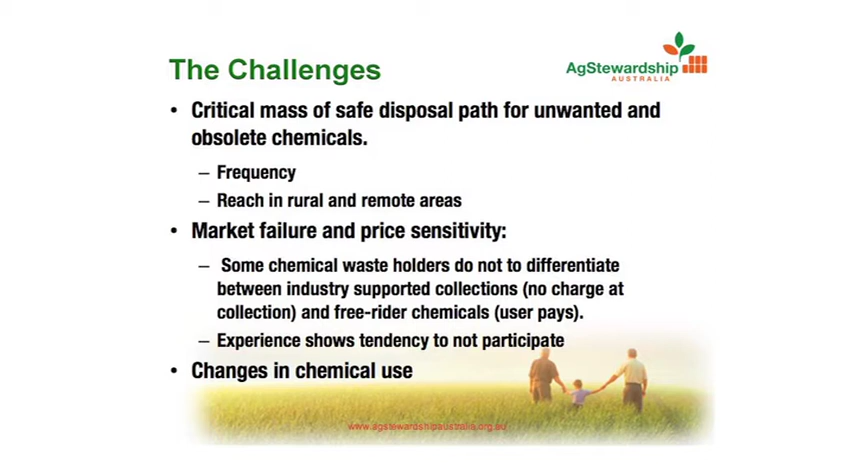 The Challenges
AgStewardship
AUSTRALIA
• Critical mass of safe disposal path for unwanted and
obsolete chemicals.
– Frequency
– Reach in rural and remote areas
• Market failure and price sensitivity:
– Some chemical waste holders do not to differentiate
between industry supported collections (no charge at
collection) and free-rider chemicals (user pays).
– Experience shows tendency to not participate
• Changes in chemical use
www.agstewardshipaustralia.org.au